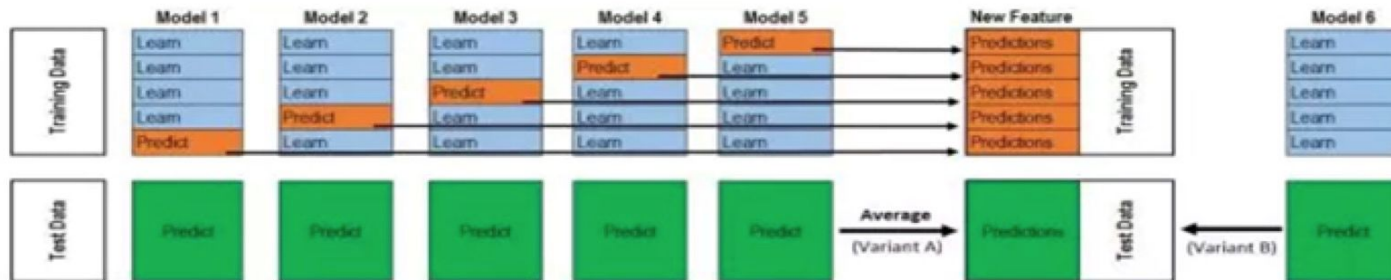 Model 1 Model 2 Model 3 Model 4 Model 5 New Feature Model 6
Training Data
Learn Learn Learn Learn Predict Predictions Learn
Learn Learn Learn Predict Learn Predictions Learn
Learn Learn Predict Learn Learn Predictions Learn
Learn Predict Learn Learn Learn Predictions Learn
Predict Learn Learn Learn Learn Predictions Learn
Training Data
Test Data
Predict Predict Predict Predict Predict
Average
(Variant A)
Predictions
Test Data
(Variant B)
Predict